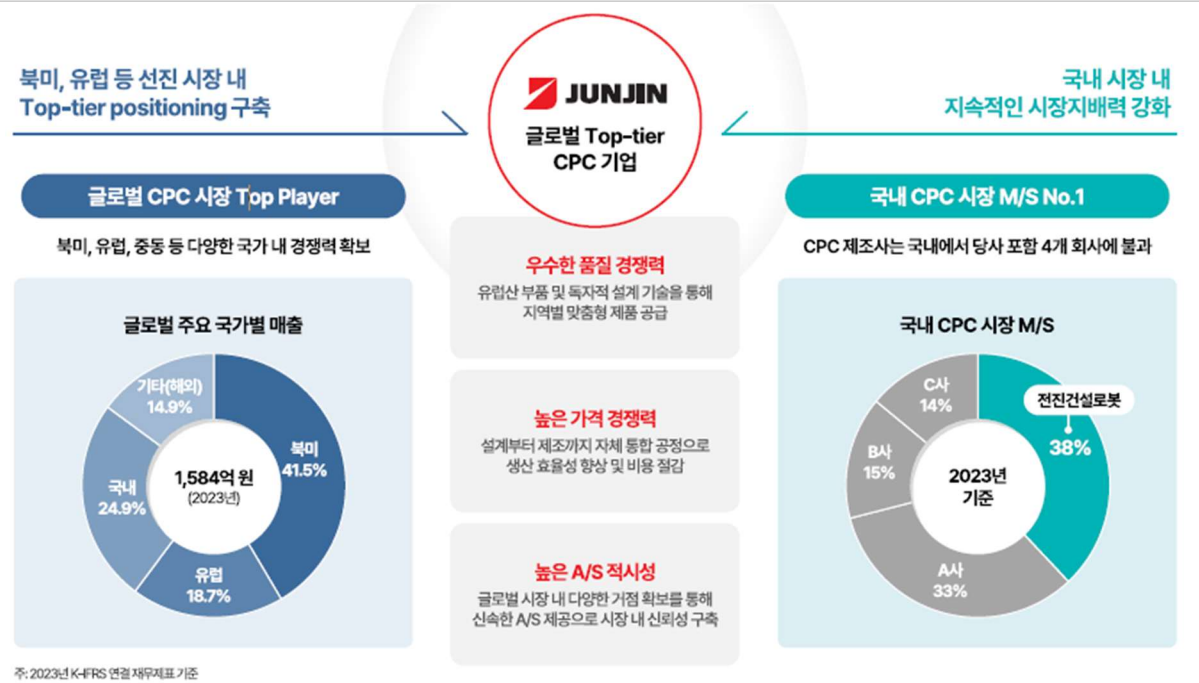 북미, 유럽 등 선진 시장 내
Top-tier positioning 구축
JUNJIN
글로벌 Top-tier
CPC 기업
국내 시장 내
지속적인 시장지배력 강화
글로벌 CPC 시장 Top Player
북미, 유럽, 중동 등 다양한 국가 내 경쟁력 확보
글로벌 주요 국가별 매출
기타(해외)
14.9%
북미
41.5%
국내
24.9%
1,584억 원
(2023년)
유럽
18.7%
우수한 품질 경쟁력
유럽산 부품 및 독자적 설계 기술을 통해
지역별 맞춤형 제품 공급
높은 가격 경쟁력
설계부터 제조까지 자체 통합 공정으로
생산 효율성 향상 및 비용 절감
높은 A/S 적시성
글로벌 시장 내 다양한 거점 확보를 통해
신속한 A/S 제공으로 시장 내 신뢰성 구축
국내 CPC 시장 M/S No.1
CPC 제조사는 국내에서 당사 포함 4개 회사에 불과
국내 CPC 시장 M/S
C사
14%
전진건설로봇
38%
B사
15%
2023년
기준
A사
33%
주: 2023년 K-IFRS 연결 재무제표 기준